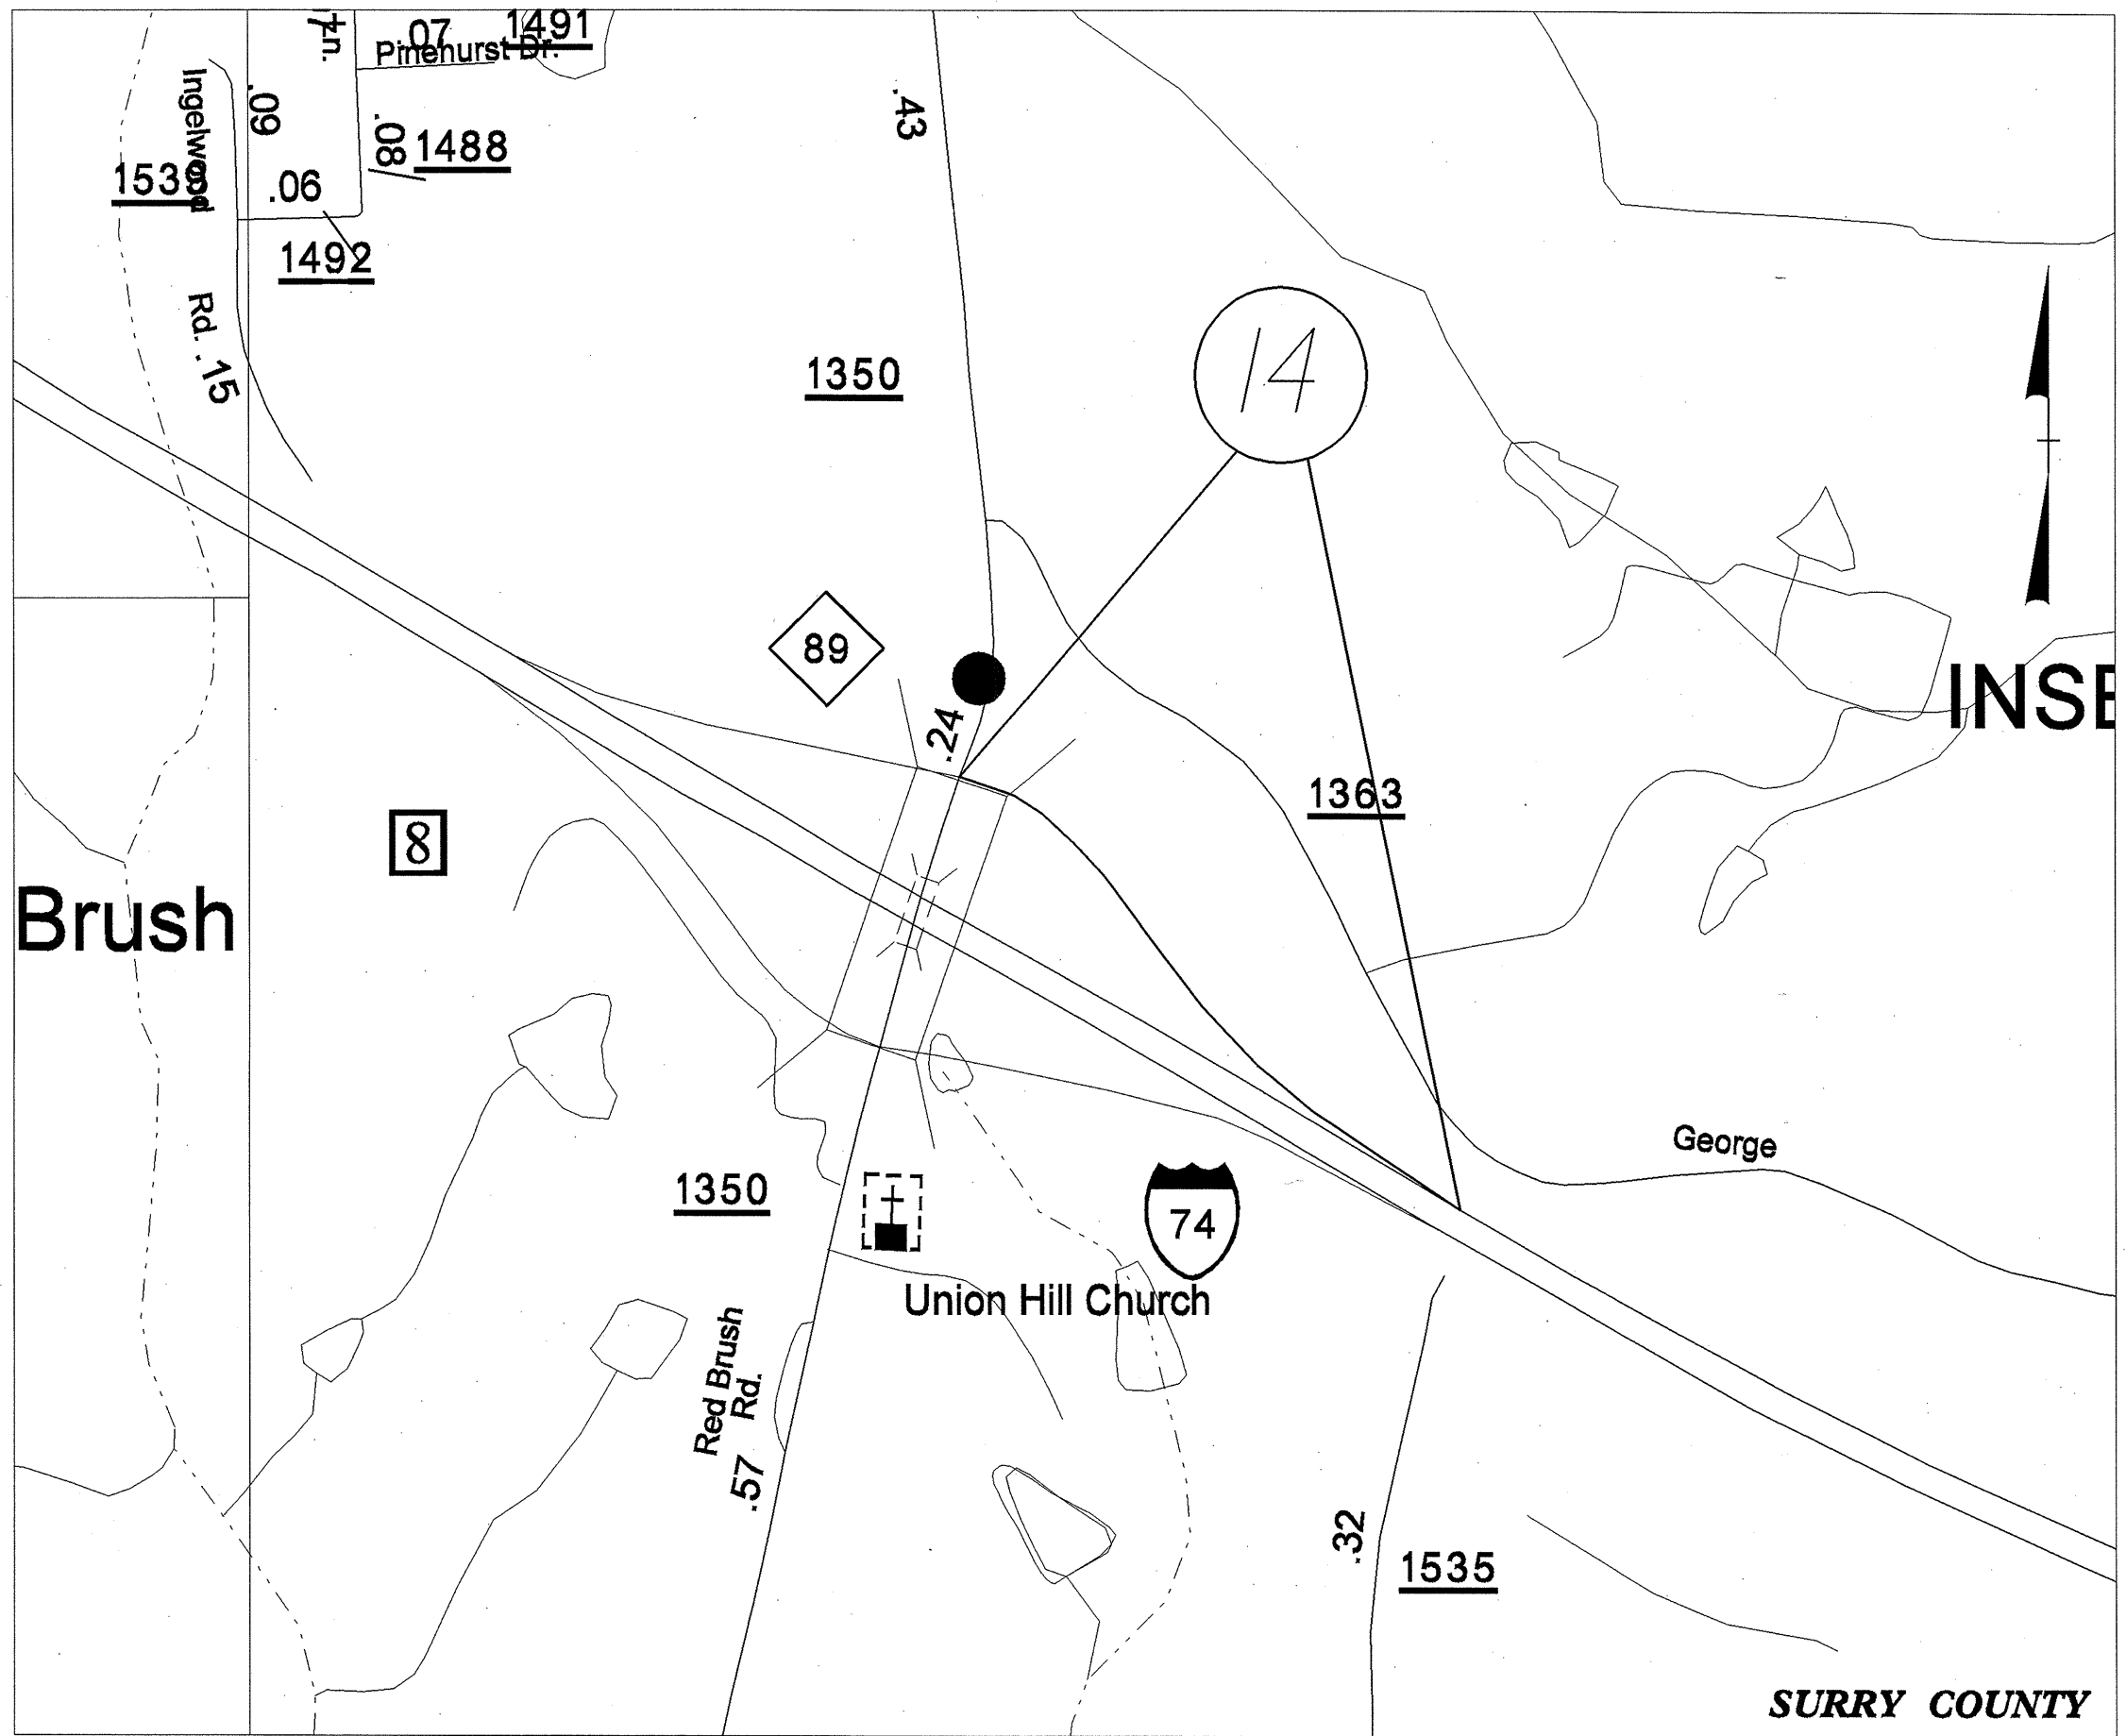 .07
1491
Pinehurst Dr.
Ingelwood
.09
.08
1488
.43
.06
1492
Rd. .15
1350
14
89
.24
INSE
1363
8
Brush
George
1350
74
Union Hill Church
Red Brush
Rd.
.57
.32
1535
SURRY COUNTY